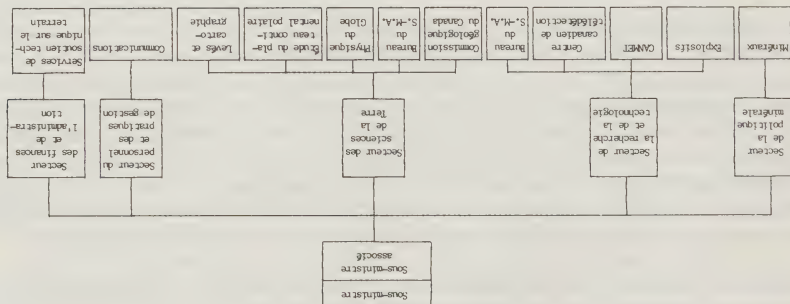 Sous-ministre
Sous-ministre
associé
Secteur
de la
politique
minérale
Secteur de
la recherche
et de la
technologie
Secteur des
sciences
de la
Terre
Secteur du
personnel
et des
pratiques
de gestion
Secteur
des finances
et de
l'administra-
tion
Minéraux
Explosifs
CANMET
Centre
canadien de
télédétection
Bureau
du
S.-M.A.
Commission
géologique
du Canada
Bureau
du
S.-M.A.
Physique
du
Globe
Étude du pla-
teau conti-
nental polaire
Levés et
carto-
graphie
Communications
Services de
soutien tech-
nique sur le
terrain